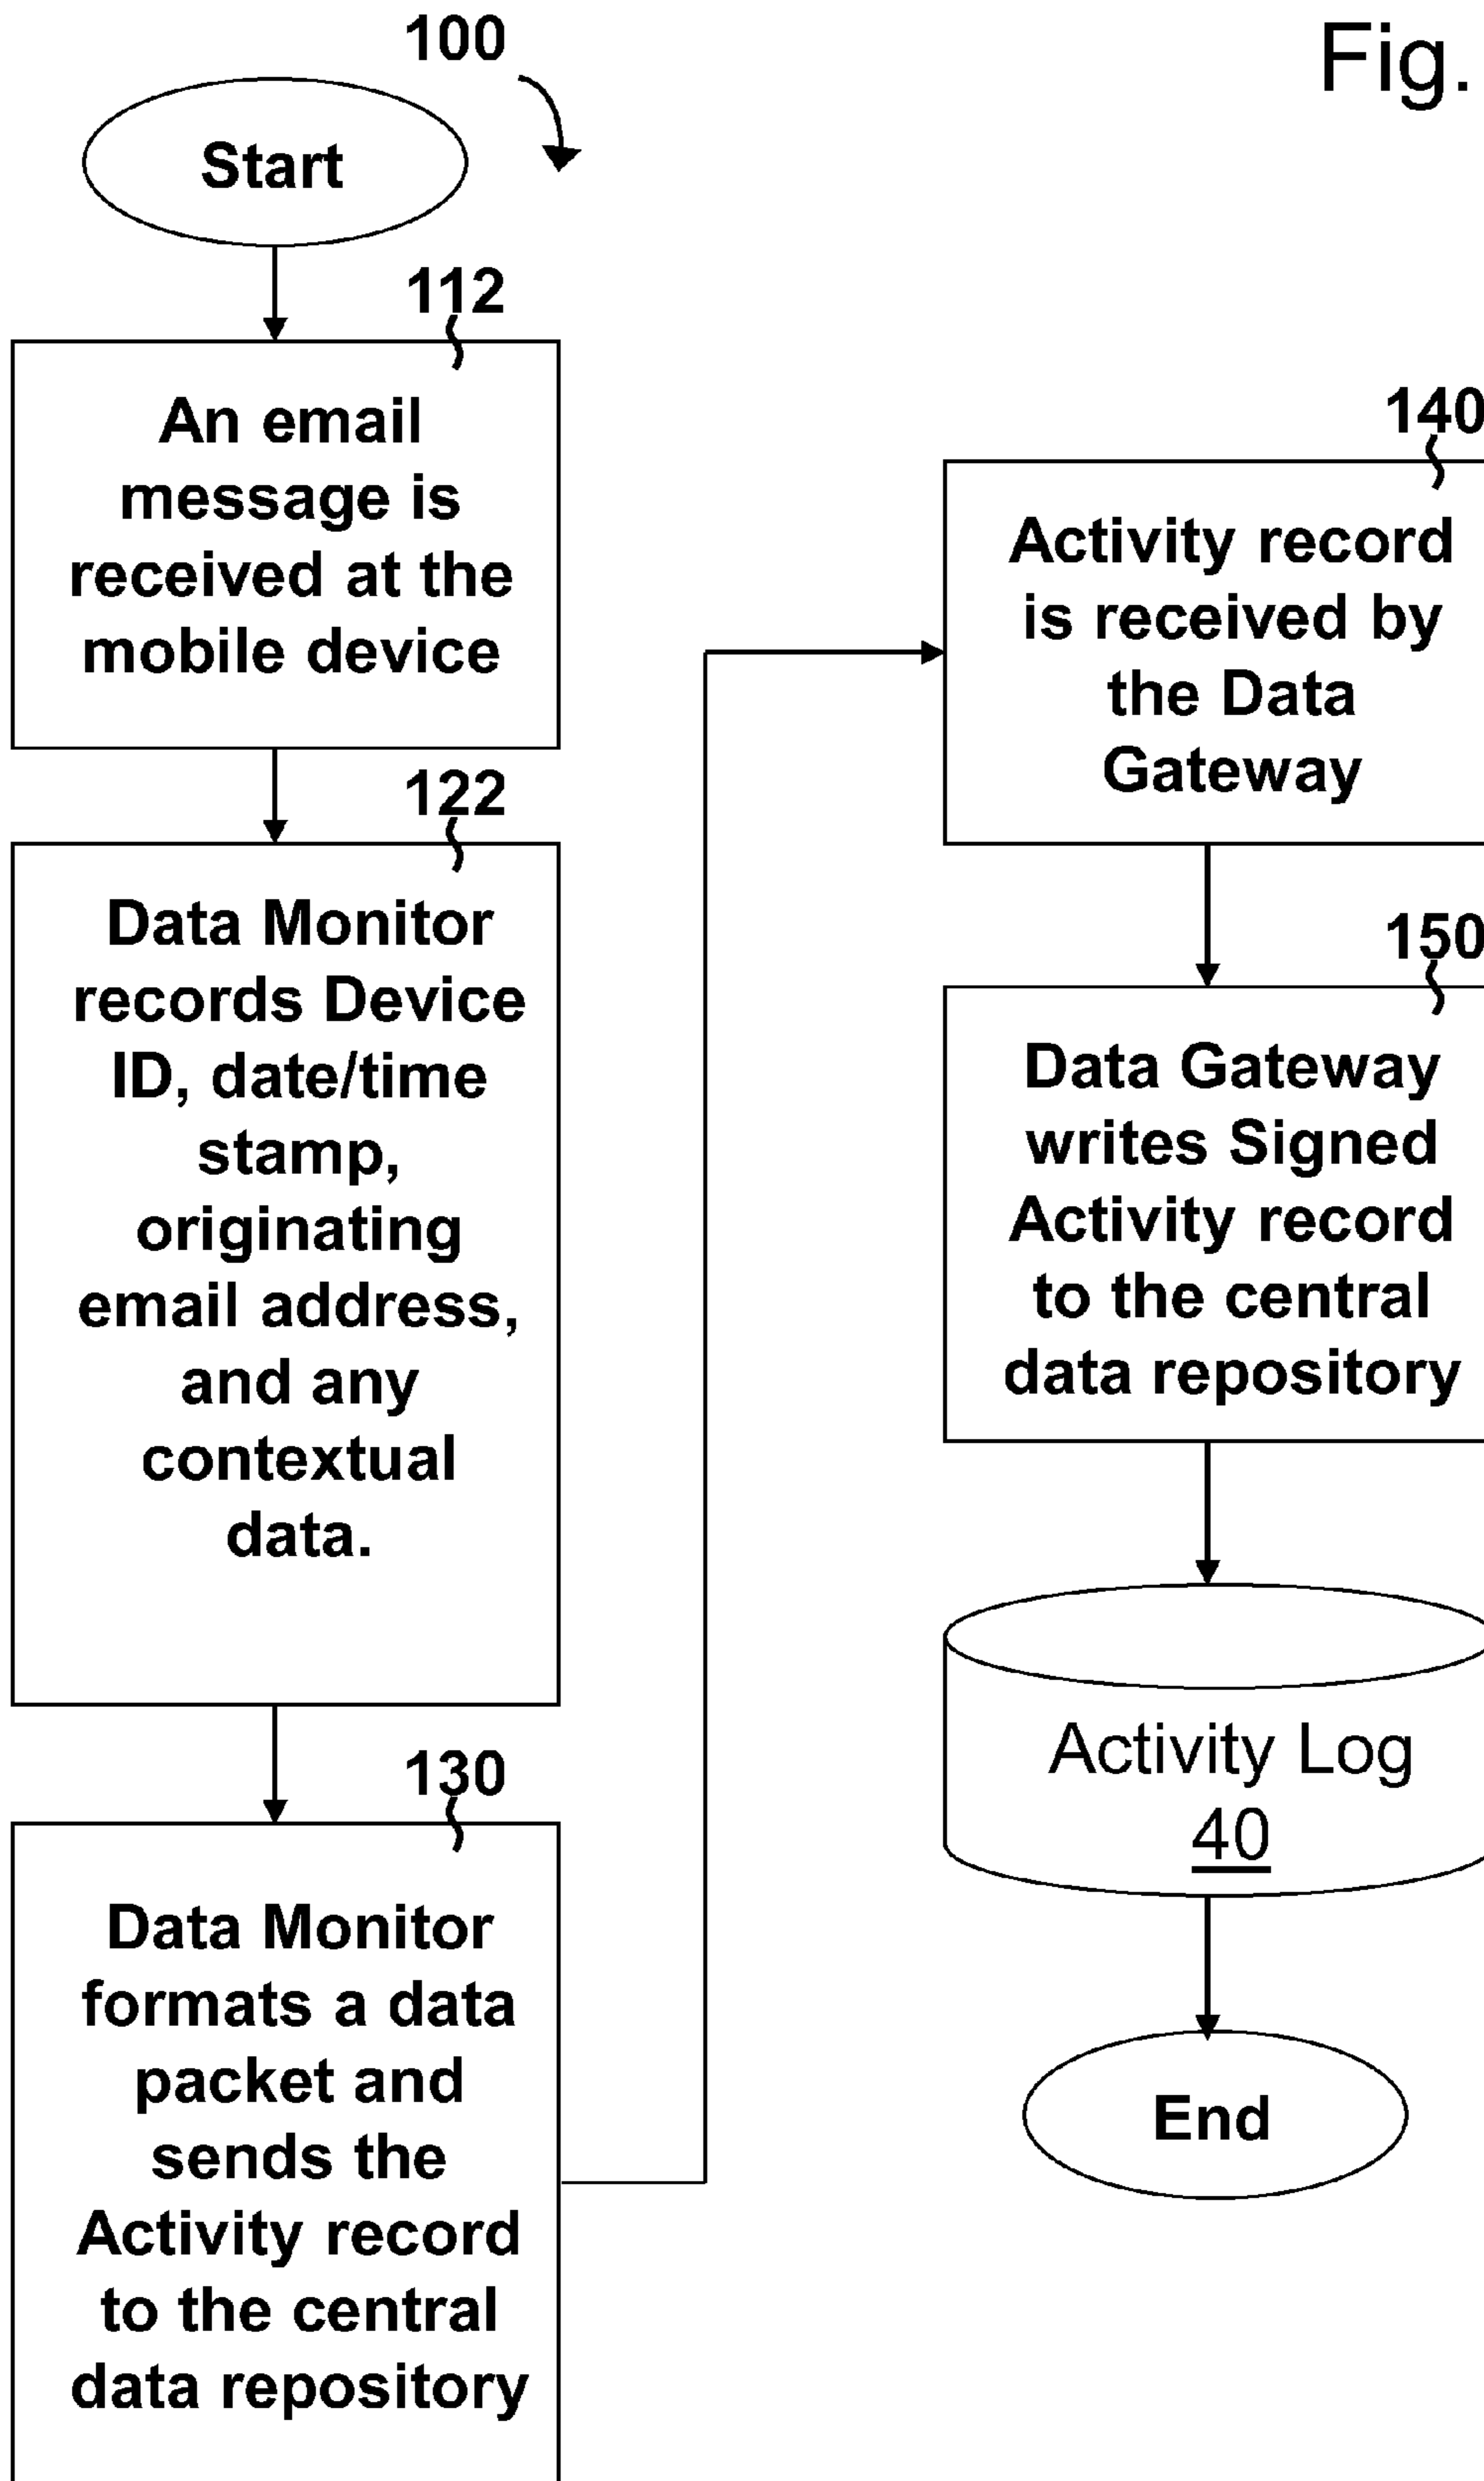 100
Fig.
Start
112
An email
message is
received at the
mobile device
122
Data Monitor
records Device
ID, date/time
stamp,
originating
email address,
and any
contextual
data.
130
Data Monitor
formats a data
packet and
sends the
Activity record
to the central
data repository
140
Activity record
is received by
the Data
Gateway
150
Data Gateway
writes Signed
Activity record
to the central
data repository
Activity Log
40
End